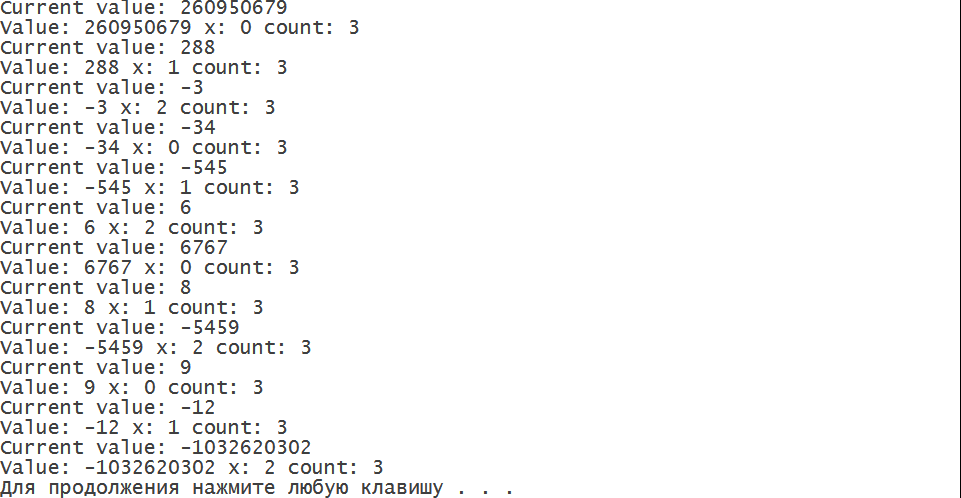 Current value: 260950679
Value: 260950679 x: 0 count: 3
Current value: 288
Value: 288 x: 1 count: 3
Current value: -3
Value: -3 x: 2 count: 3
Current value: -34
Value: -34 x: 0 count: 3
Current value: -545
Value: -545 x: 1 count: 3
Current value: 6
Value: 6 x: 2 count: 3
Current value: 6767
Value: 6767 x: 0 count: 3
Current value: 8
Value: 8 x: 1 count: 3
Current value: -5459
Value: -5459 x: 2 count: 3
Current value: 9
Value: 9 x: 0 count: 3
Current value: -12
Value: -12 x: 1 count: 3
Current value: -1032620302
Value: -1032620302 x: 2 count: 3
Для продолжения нажмите любую клавишу . . .